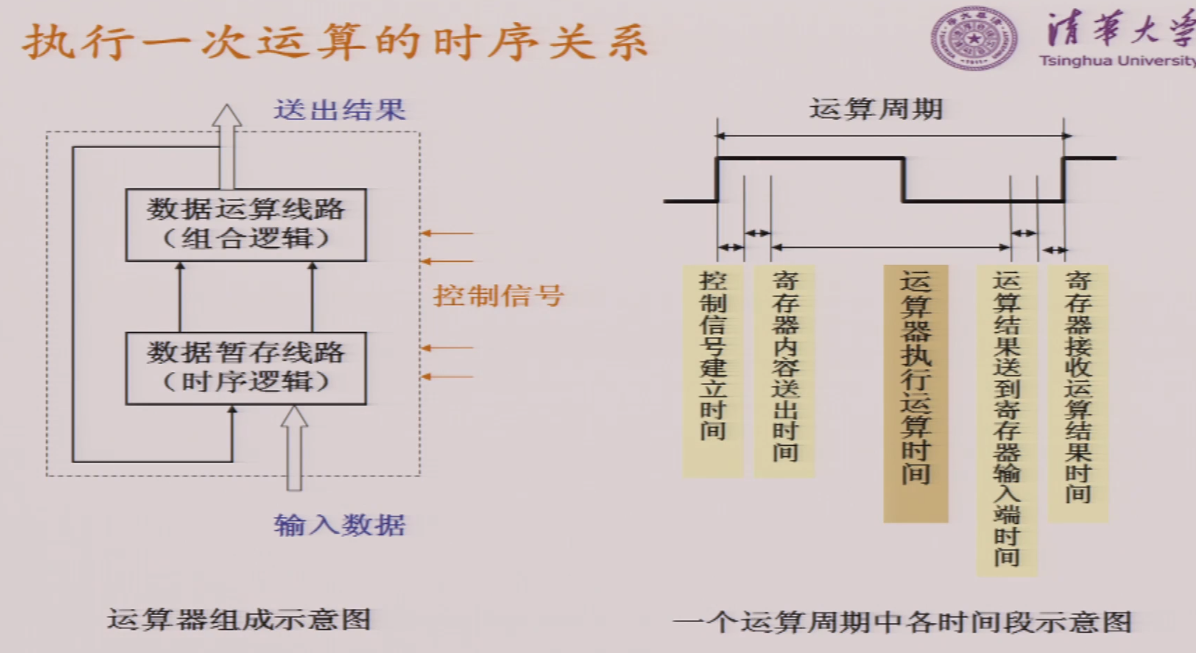 执行一次运算的时序关系
清华大学
Tsinghua University
送出结果
数据运算线路
（组合逻辑）
控制信号
数据暂存线路
（时序逻辑）
输入数据
运算器组成示意图
运算周期
控制信号建立时间
寄存器内容送出时间
运算器执行运算时间
运算结果送到寄存器输入端时间
寄存器接收运算结果时间
一个运算周期中各时间段示意图